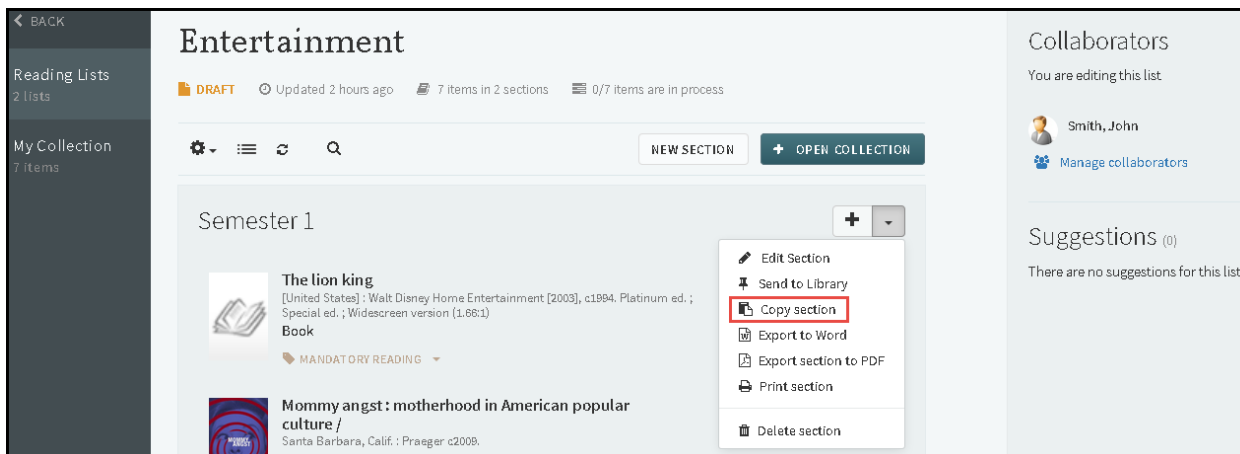 BACK
Reading Lists
2 lists
My Collection
7 items
Entertainment
DRAFT Updated 2 hours ago 7 items in 2 sections 0/7 items are in process
NEW SECTION + OPEN COLLECTION
Semester 1
The lion king
[United States] : Walt Disney Home Entertainment [2003], c1994. Platinum ed. ;
Special ed. ; Widescreen version (1.66:1)
Book
MANDATORY READING
Mommy angst : motherhood in American popular
culture /
Santa Barbara, Calif. : Praeger c2009.
Edit Section
Send to Library
Copy section
Export to Word
Export section to PDF
Print section
Delete section
Collaborators
You are editing this list
Smith, John
Manage collaborators
Suggestions (0)
There are no suggestions for this list